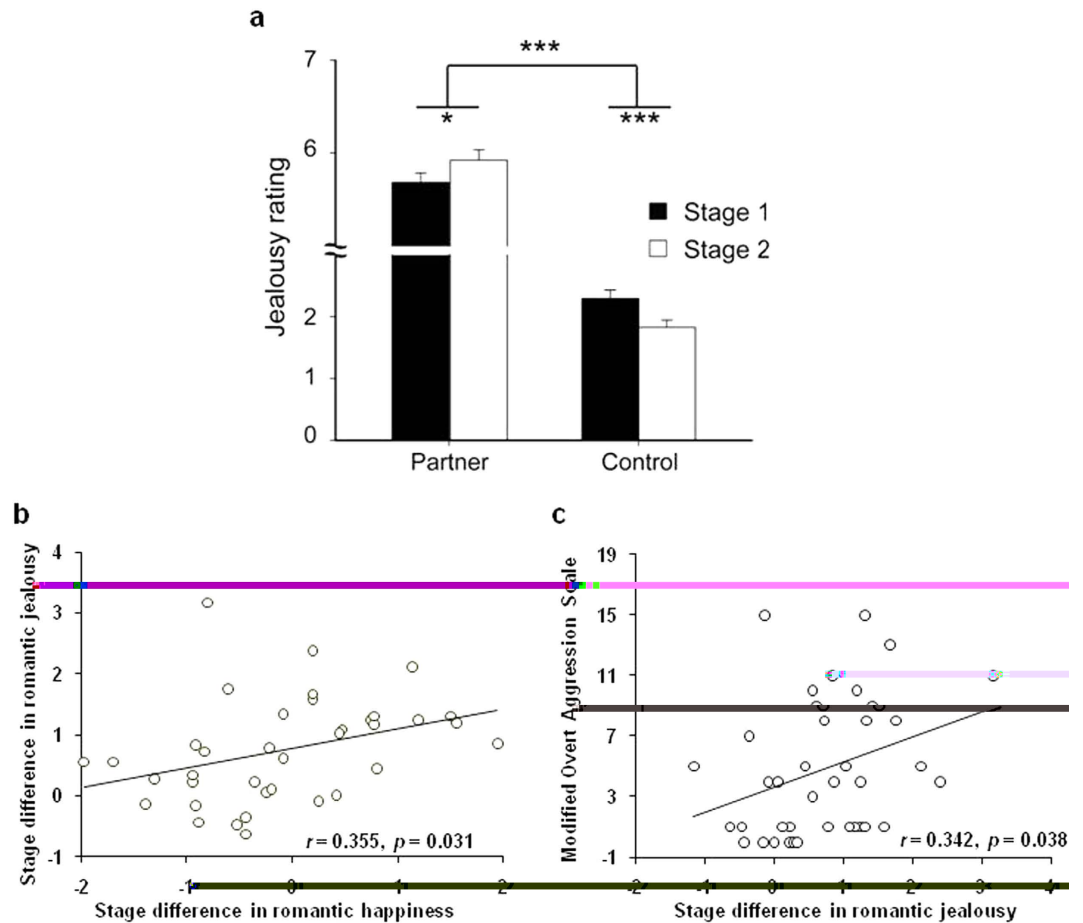 a
***
7
*
***
6
Jealousy rating
Stage 1
Stage 2
2
1
0
Partner
Control
b
4
3
2
1
0
-1
Stage difference in romantic jealousy
r = 0.355, p = 0.031
-2
-1
0
1
2
Stage difference in romantic happiness
c
19
15
11
7
3
-1
Modified Overt Aggression Scale
r = 0.342, p = 0.038
-2
-1
0
1
2
3
4
Stage difference in romantic jealousy